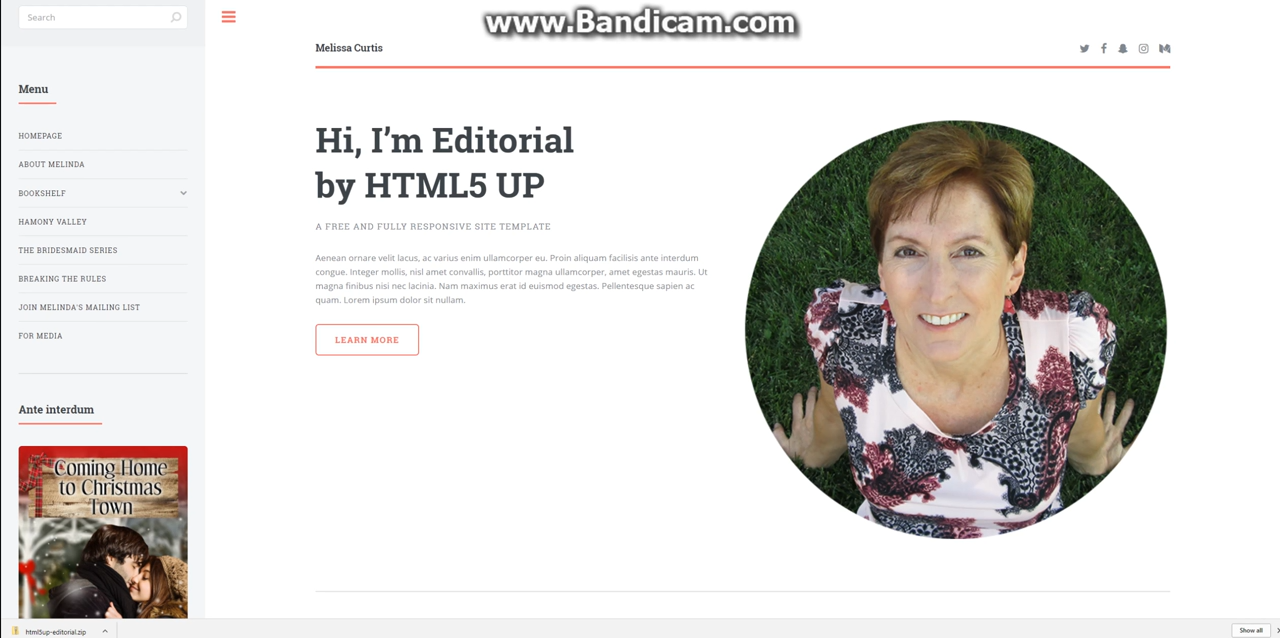 www.Bandicam.com
Search
Menu
HOMEPAGE
ABOUT MELINDA
BOOKSHELF
HAMONY VALLEY
THE BRIDESMAID SERIES
BREAKING THE RULES
JOIN MELINDA'S MAILING LIST
FOR MEDIA
Ante interdum
Coming Home
to Christmas
Town
Melissa Curtis
Hi, I'm Editorial
by HTML5 UP
A FREE AND FULLY RESPONSIVE SITE TEMPLATE
Aenean ornare velit lacus, ac varius enim ullamcorper eu. Proin aliquam facilisis ante interdum
congue. Integer mollis, nisl amet convallis, porttitor magna ullamcorper, amet egestas mauris. Ut
magna finibus nisi nec lacinia. Nam maximus erat id euismod egestas. Pellentesque sapien ac
quam. Lorem ipsum dolor sit nullam.
LEARN MORE
html5up-editorial.zip
Show all